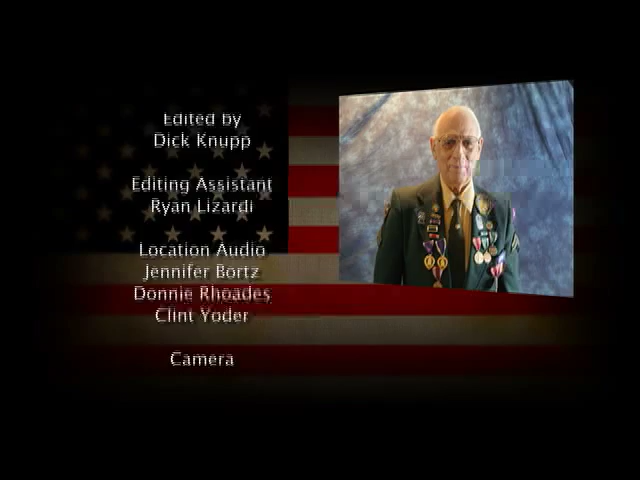 Edited by
Dick Knupp
Editing Assistant
Ryan Lizardi
Location Audio
Jennifer Bortz
Donnie Rhoades
Clint Yoder
Camera